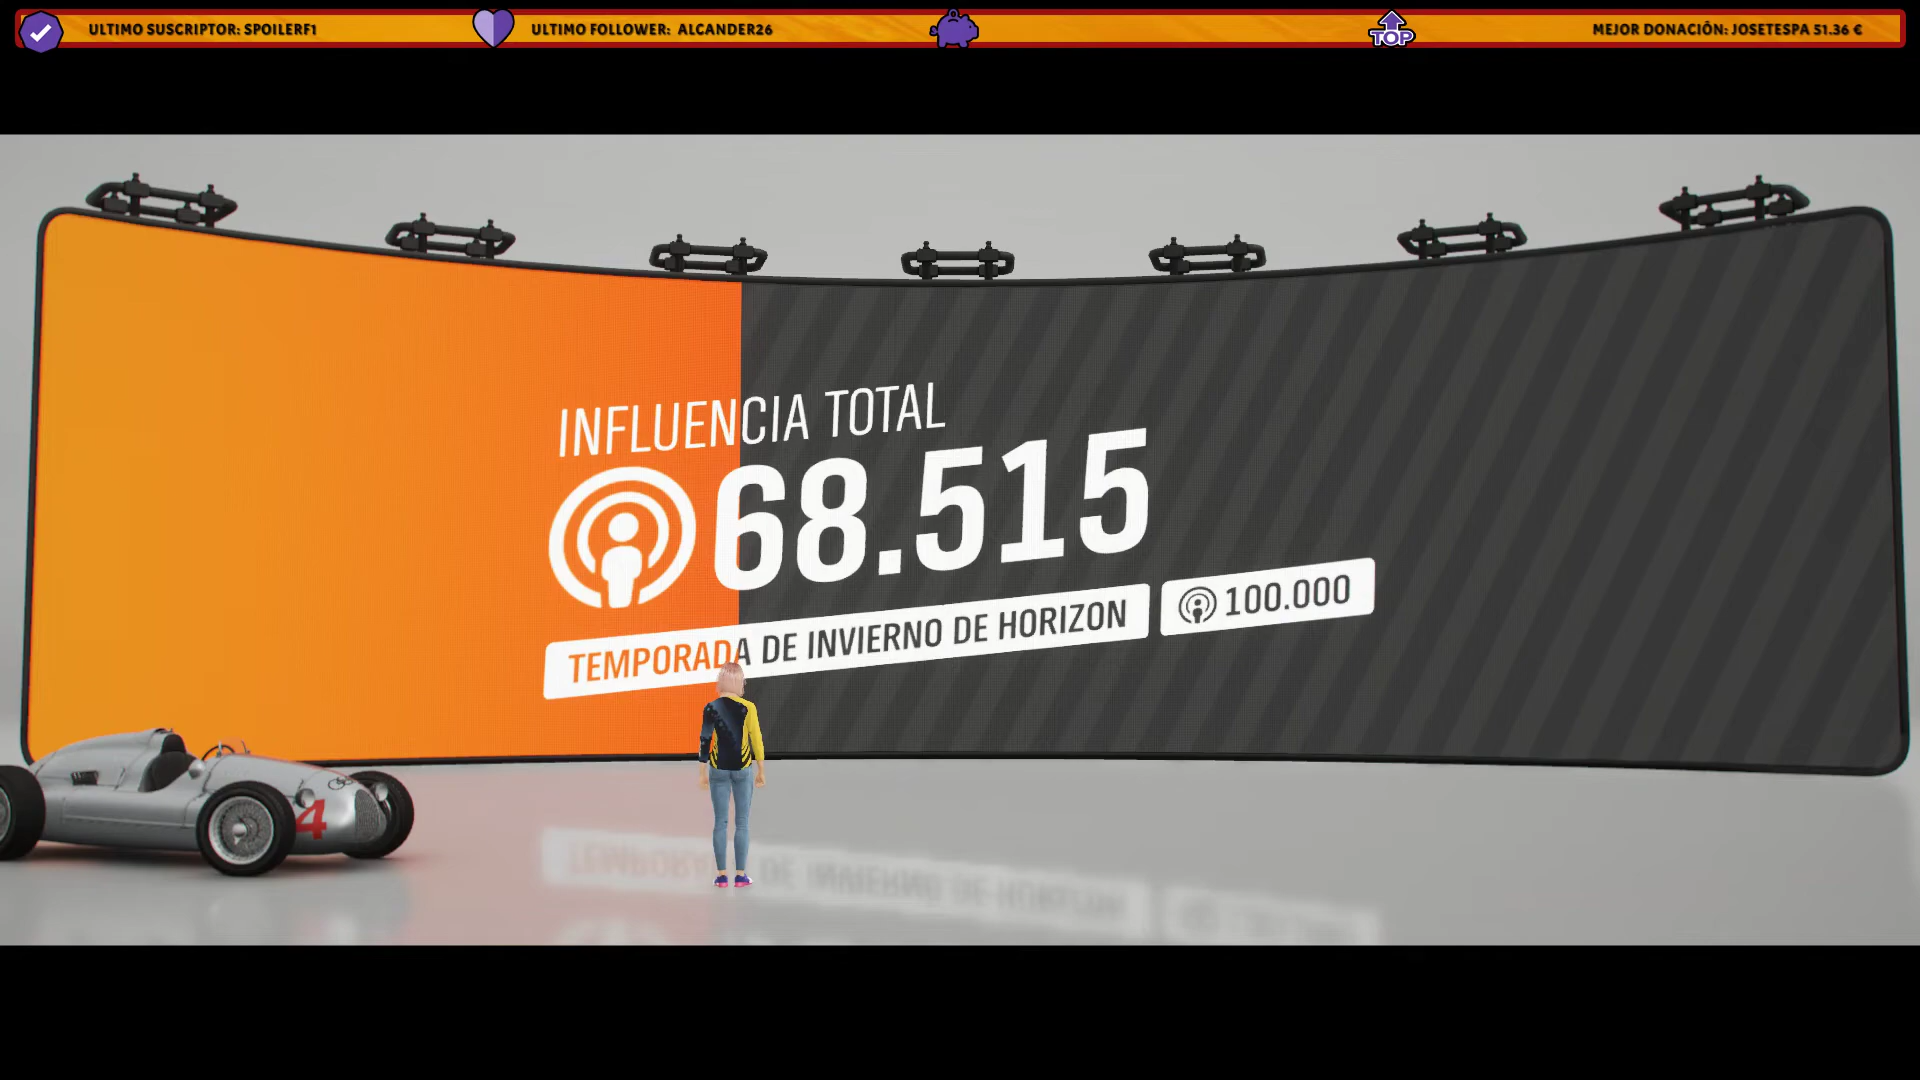 ULTIMO SUSCRIPTOR: SPOILERF1
ULTIMO FOLLOWER: ALCANDER26
TOP
MEJOR DONACIÓN: JOSETESPA 51.36 €
INFLUENCIA TOTAL
68.515
TEMPORADA DE INVIERNO DE HORIZON
100.000
4